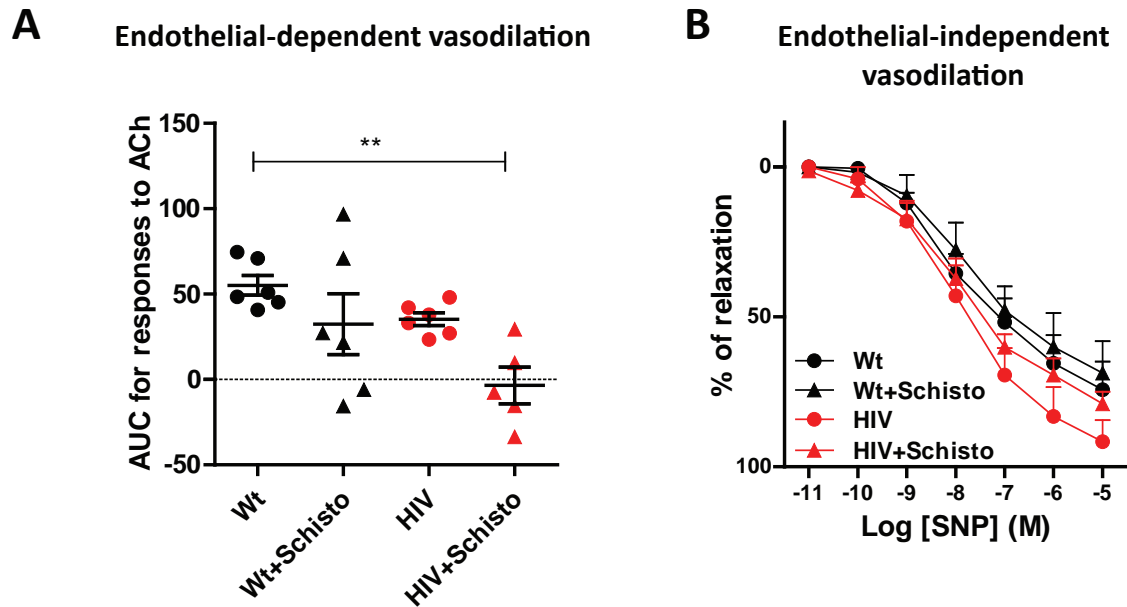 A
Endothelial-dependent vasodilation
AUC for responses to ACh
150
100
50
0
-50
**
Wt
Wt+Schisto
HIV
HIV+Schisto
B
Endothelial-independent
vasodilation
% of relaxation
0
50
100
Wt
Wt+Schisto
HIV
HIV+Schisto
-11 -10 -9 -8 -7 -6 -5
Log [SNP] (M)